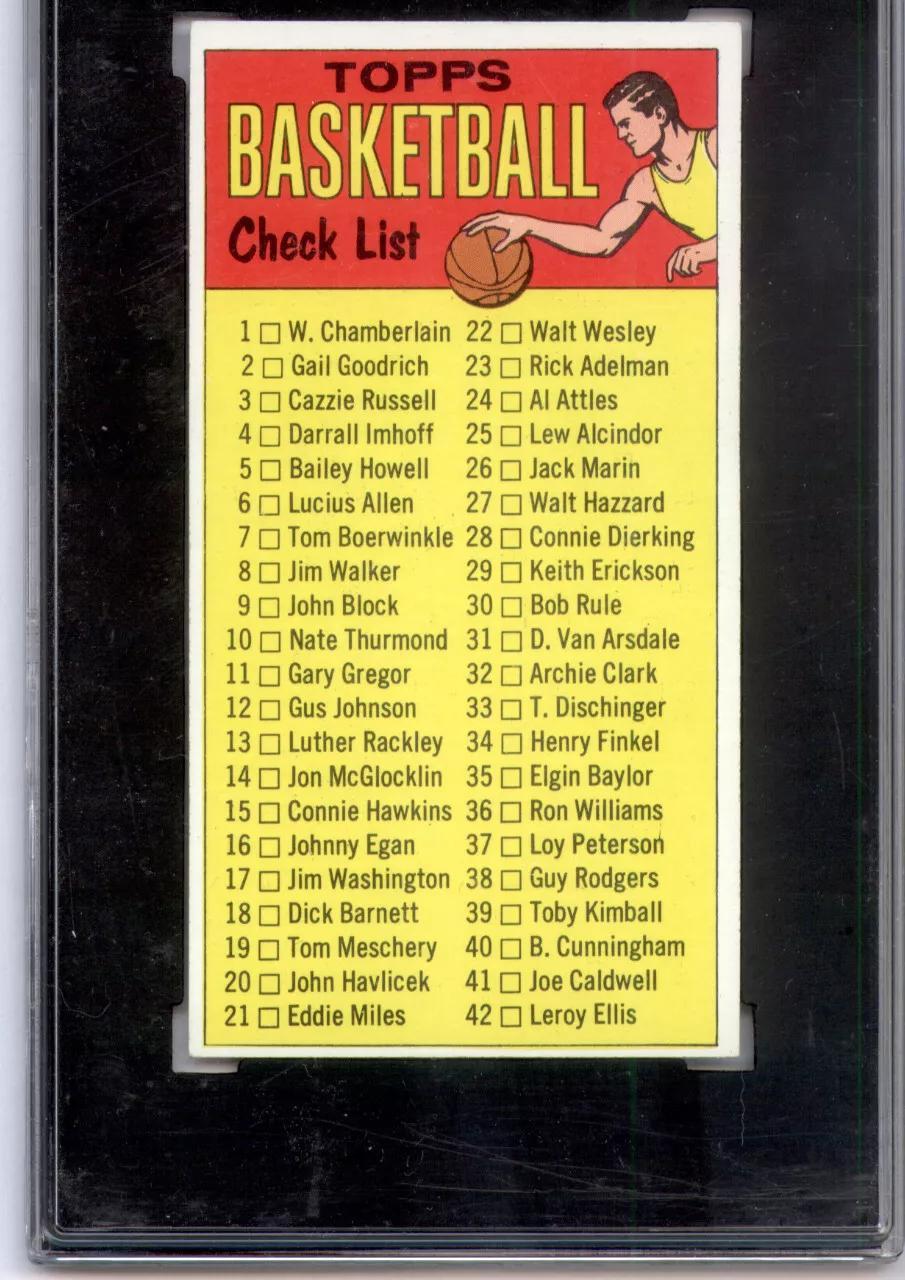 TOPPS
BASKETBALL
Check List
1 □ W. Chamberlain
2 □ Gail Goodrich
3 □ Cazzie Russell
4 □ Darrall Imhoff
5 □ Bailey Howell
6 □ Lucius Allen
7 □ Tom Boerwinkle
8 □ Jim Walker
9 □ John Block
10 □ Nate Thurmond
11 □ Gary Gregor
12 □ Gus Johnson
13 □ Luther Rackley
14 □ Jon McGlocklin
15 □ Connie Hawkins
16 □ Johnny Egan
17 □ Jim Washington
18 □ Dick Barnett
19 □ Tom Meschery
20 □ John Havlicek
21 □ Eddie Miles
22 □ Walt Wesley
23 □ Rick Adelman
24 □ Al Attles
25 □ Lew Alcindor
26 □ Jack Marin
27 □ Walt Hazzard
28 □ Connie Dierking
29 □ Keith Erickson
30 □ Bob Rule
31 □ D. Van Arsdale
32 □ Archie Clark
33 □ T. Dischinger
34 □ Henry Finkel
35 □ Elgin Baylor
36 □ Ron Williams
37 □ Loy Peterson
38 □ Guy Rodgers
39 □ Toby Kimball
40 □ B. Cunningham
41 □ Joe Caldwell
42 □ Leroy Ellis